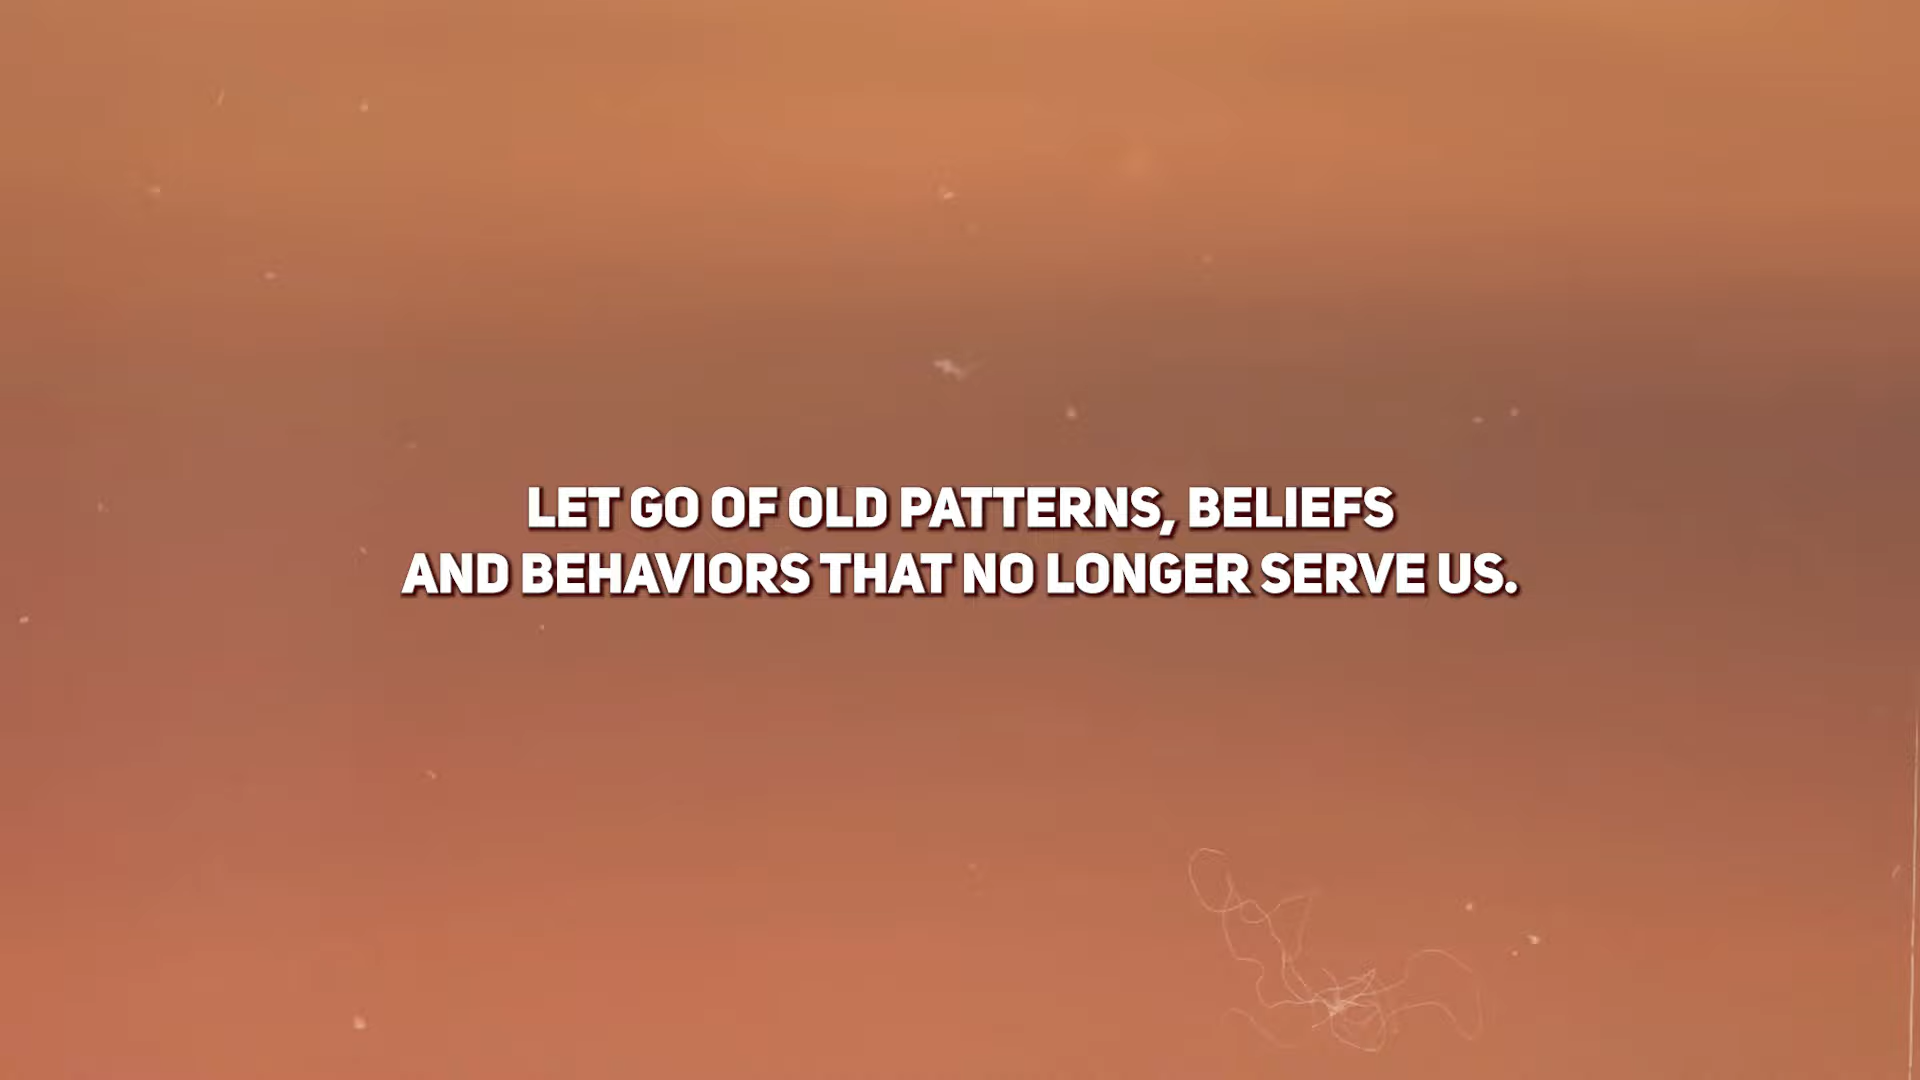 LET GO OF OLD PATTERNS, BELIEFS
AND BEHAVIORS THAT NO LONGER SERVE US.